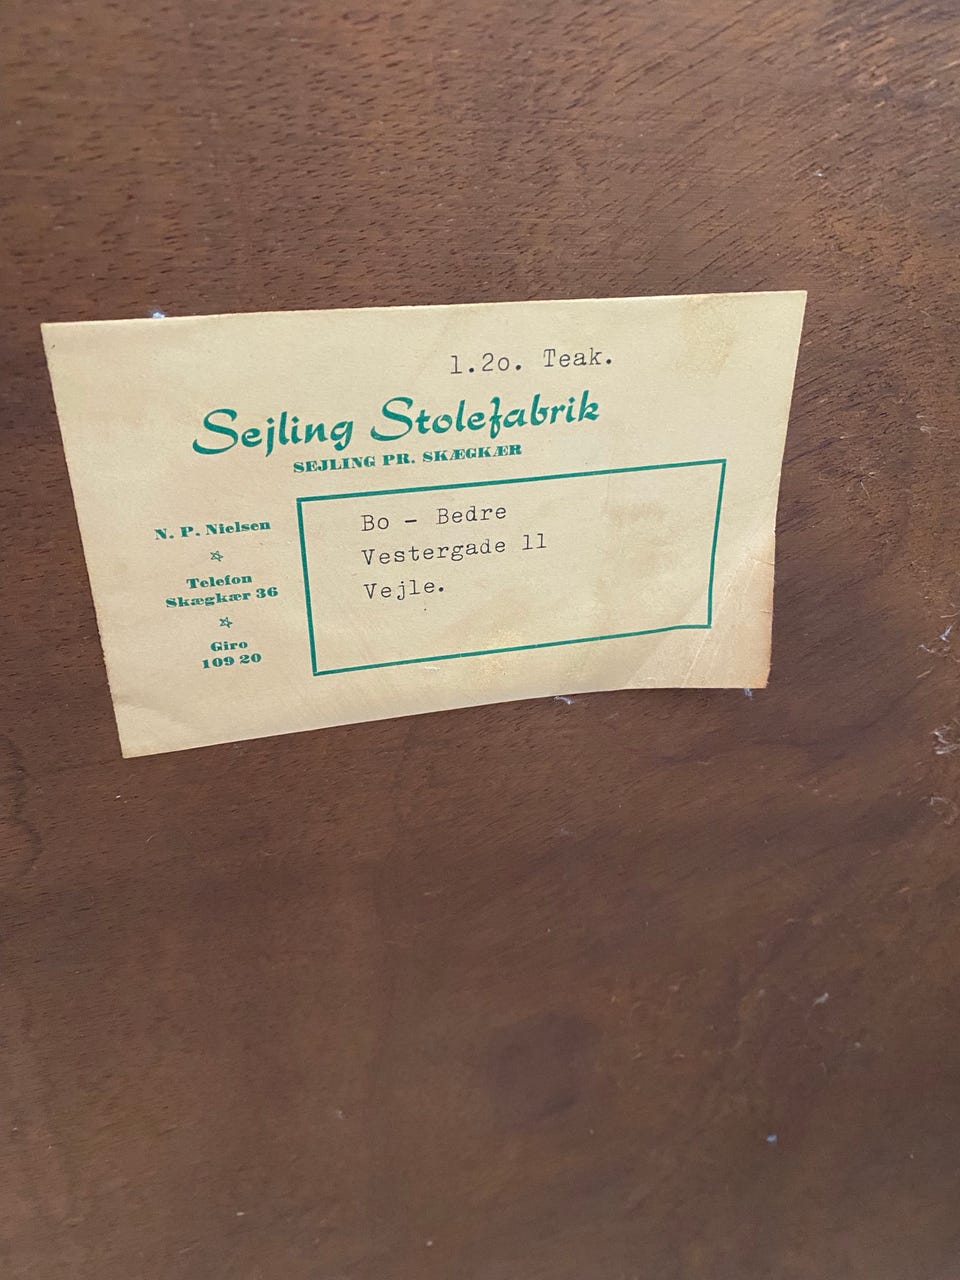 1.2o. Teak.
Sejling Stolefabrik
SEJLING PR. SKÆGKÆR
N. P. Nielsen
Telefon
Skægkær 36
Giro
109 20
Bo - Bedre
Vestergade 11
Vejle.